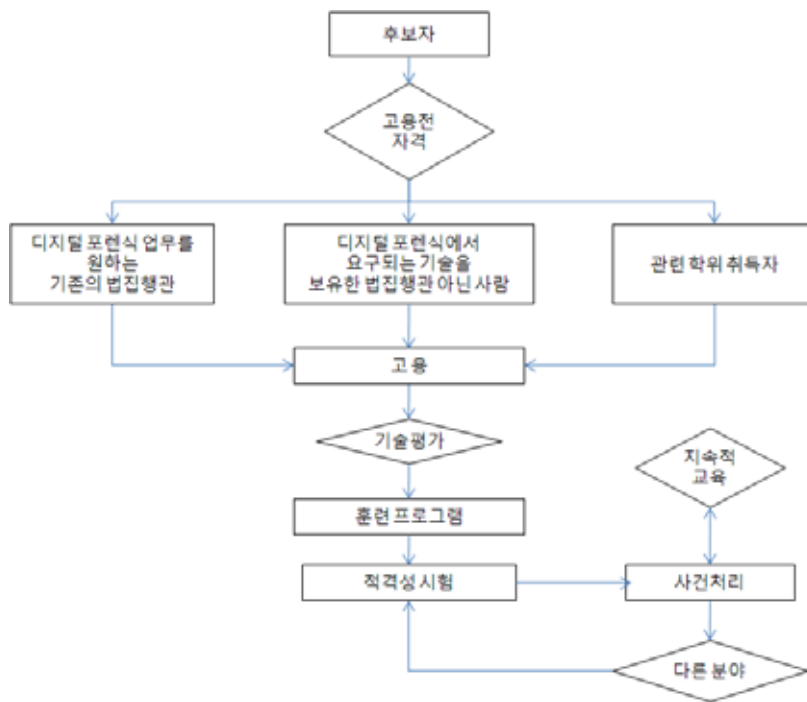 후보자
고용전
자격
디지털 포렌식 업무를
원하는
기존의 법집행관
디지털 포렌식에서
요구되는 기술을
보유한 법집행관 아닌 사람
관련 학위 취득자
고 용
기술평가
지속적
교육
훈련 프로그램
적격성 시험
사건처리
다른 분야